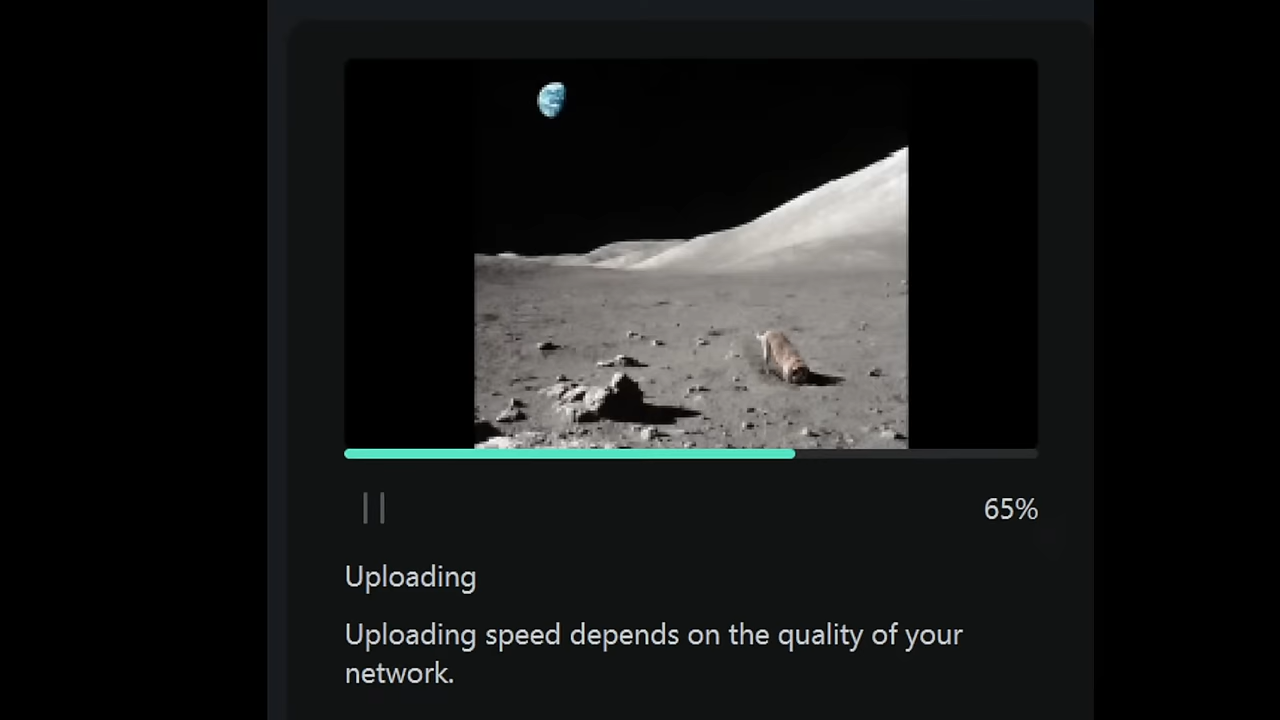 65%
Uploading
Uploading speed depends on the quality of your
network.